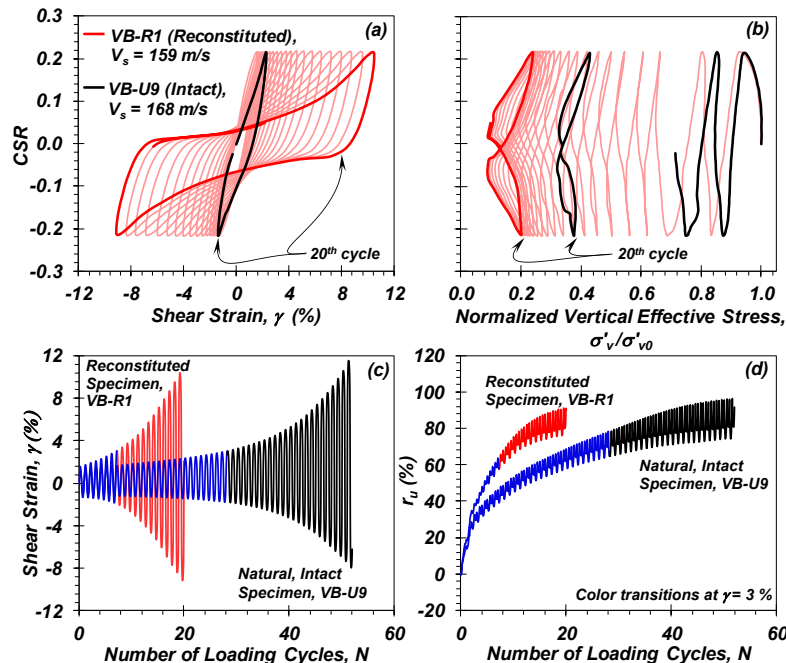 (a)
VB-R1 (Reconstituted),
Vs = 159 m/s
VB-U9 (Intact),
Vs = 168 m/s
20th cycle
CSR
0.3
0.2
0.1
0.0
-0.1
-0.2
-0.3
-12 -8 -4 0 4 8 12
Shear Strain, γ (%)
(b)
20th cycle
0.0 0.2 0.4 0.6 0.8 1.0
Normalized Vertical Effective Stress,
σ'v/σ'v0
(c)
Reconstituted
Specimen, VB-R1
Natural, Intact
Specimen, VB-U9
Shear Strain, γ (%)
12
8
4
0
-4
-8
-12
0 20 40 60
Number of Loading Cycles, N
(d)
Reconstituted
Specimen, VB-R1
Natural, Intact
Specimen, VB-U9
Color transitions at γ = 3 %
ru (%)
120
100
80
60
40
20
0
-20
0 20 40 60
Number of Loading Cycles, N